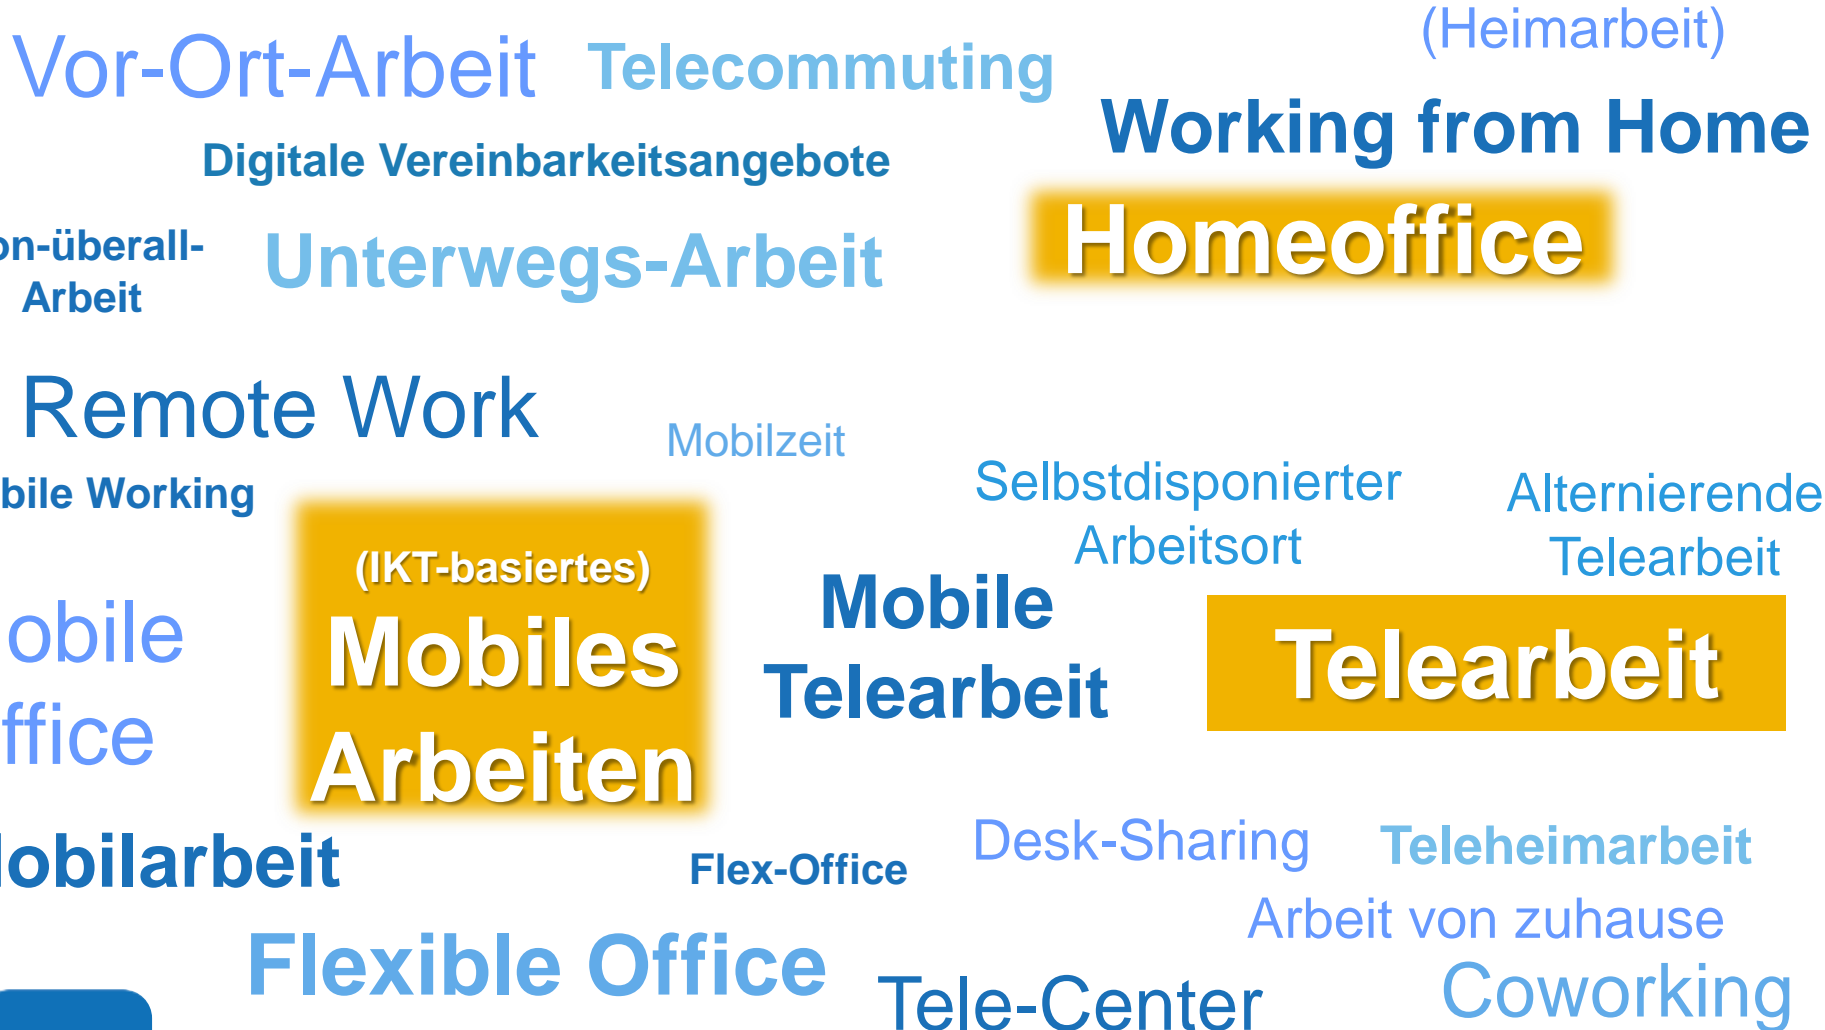 (Heimarbeit)
Vor-Ort-Arbeit
Telecommuting
Working from Home
Digitale Vereinbarkeitsangebote
Homeoffice
on-überall-
Arbeit
Unterwegs-Arbeit
Remote Work
Mobilzeit
Selbstdisponierter
Arbeitsort
Alternierende
Telearbeit
bile Working
(IKT-basiertes)
Mobiles
Arbeiten
Mobile
Telearbeit
Telearbeit
obile
ffice
obilarbeit
Flex-Office
Desk-Sharing
Teleheimarbeit
Arbeit von zuhause
Flexible Office
Tele-Center
Coworking